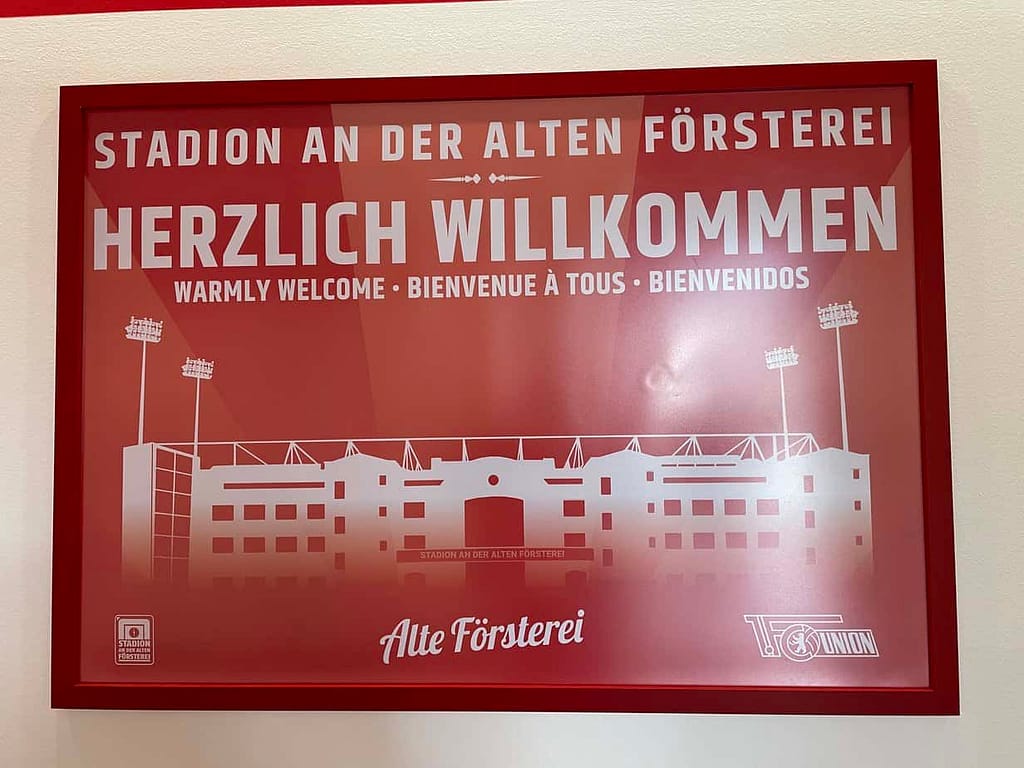 STADION AN DER ALTEN FÖRSTEREI
HERZLICH WILLKOMMEN
WARMLY WELCOME • BIENVENUE À TOUS • BIENVENIDOS
STADION AN DER ALTEN FÖRSTEREI
STADION
AN DER ALTEN
FÖRSTEREI
Alte Försterei
1.FC UNION